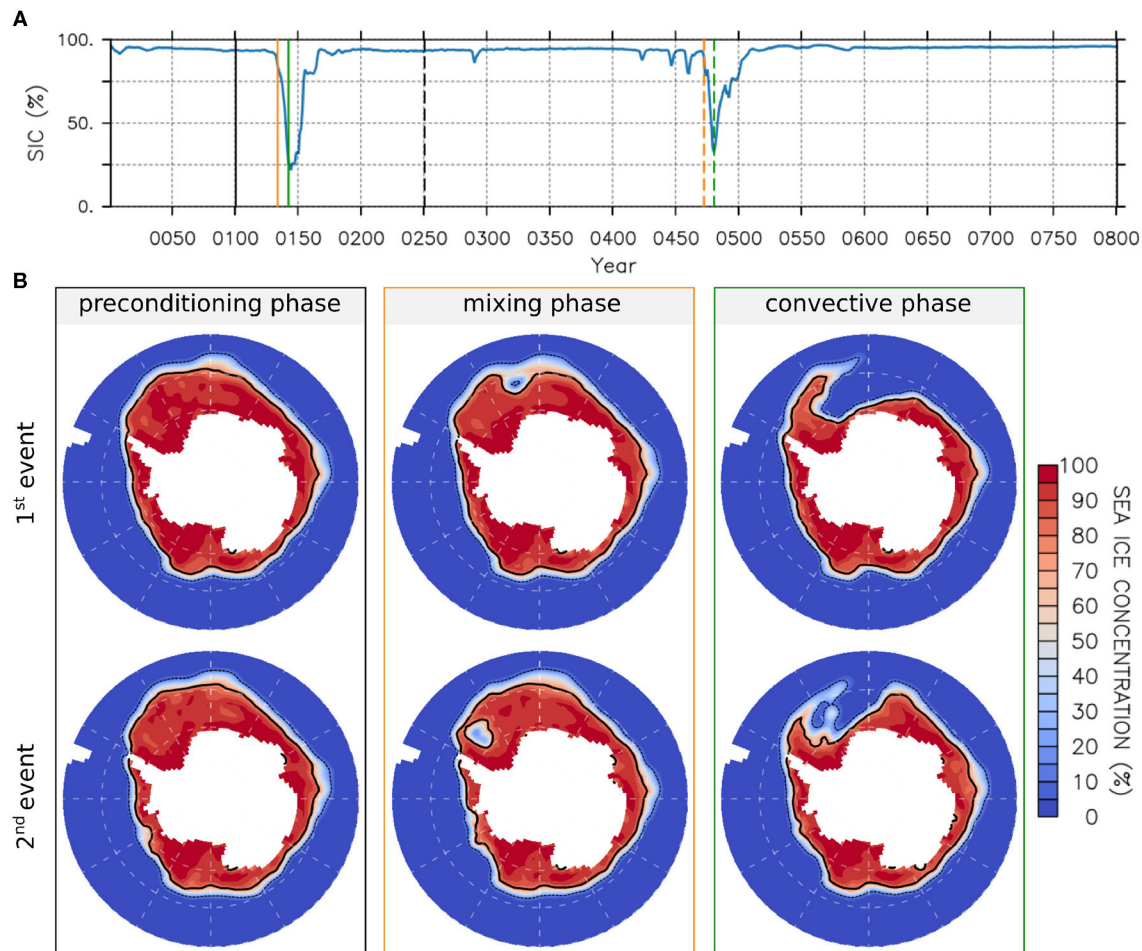 A
SIC (%)
100.
50.
0.
0050 0100 0150 0200 0250 0300 0350 0400 0450 0500 0550 0600 0650 0700 0750 0800
Year
B
preconditioning phase
mixing phase
convective phase
1st event
2nd event
100
90
80
70
60
50
40
30
20
10
0
SEA ICE CONCENTRATION (%)